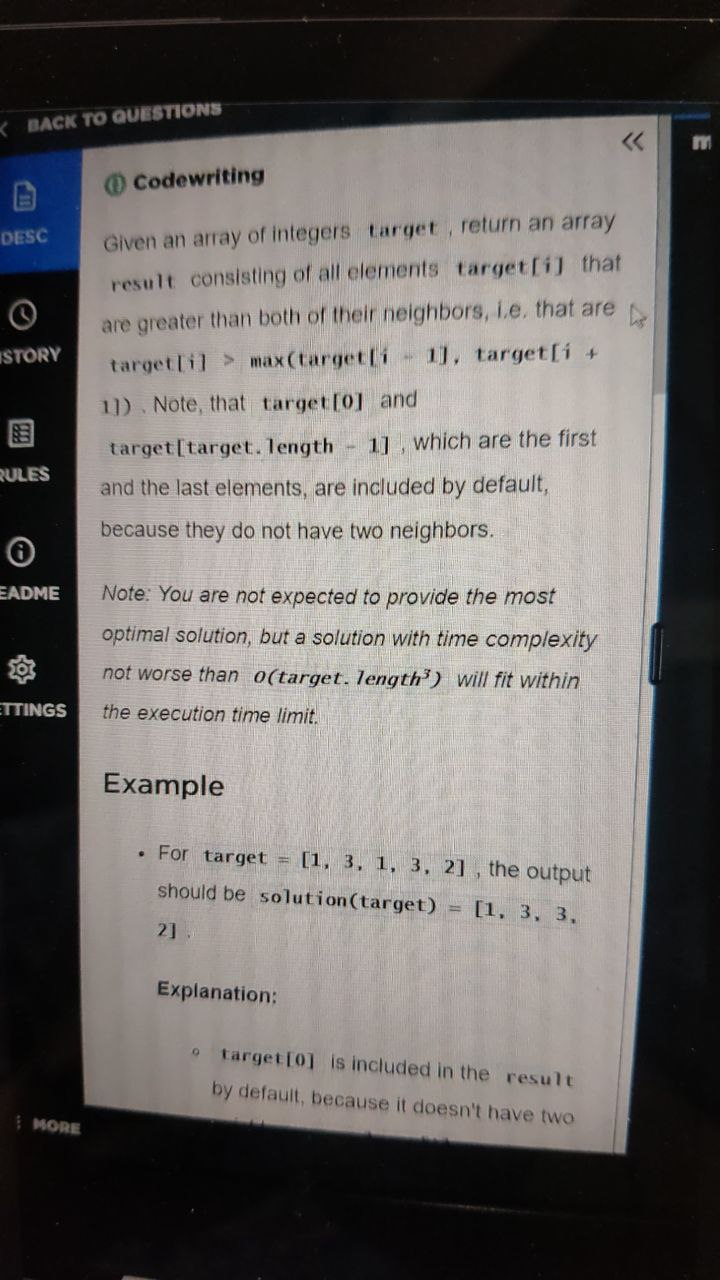 BACK TO QUESTIONS
DESC
ISTORY
RULES
EADME
ETTINGS
MORE
Codewriting
Given an array of integers target , return an array
result consisting of all elements target[i] that
are greater than both of their neighbors, i.e. that are
target[i] > max(target[i - 1], target[i +
1]) . Note, that target[0] and
target[target.length - 1] , which are the first
and the last elements, are included by default,
because they do not have two neighbors.
Note: You are not expected to provide the most
optimal solution, but a solution with time complexity
not worse than O(target.length³) will fit within
the execution time limit.
Example
• For target = [1, 3, 1, 3, 2] , the output
should be solution(target) = [1, 3, 3,
2] .
Explanation:
target[0] is included in the result
by default, because it doesn't have two